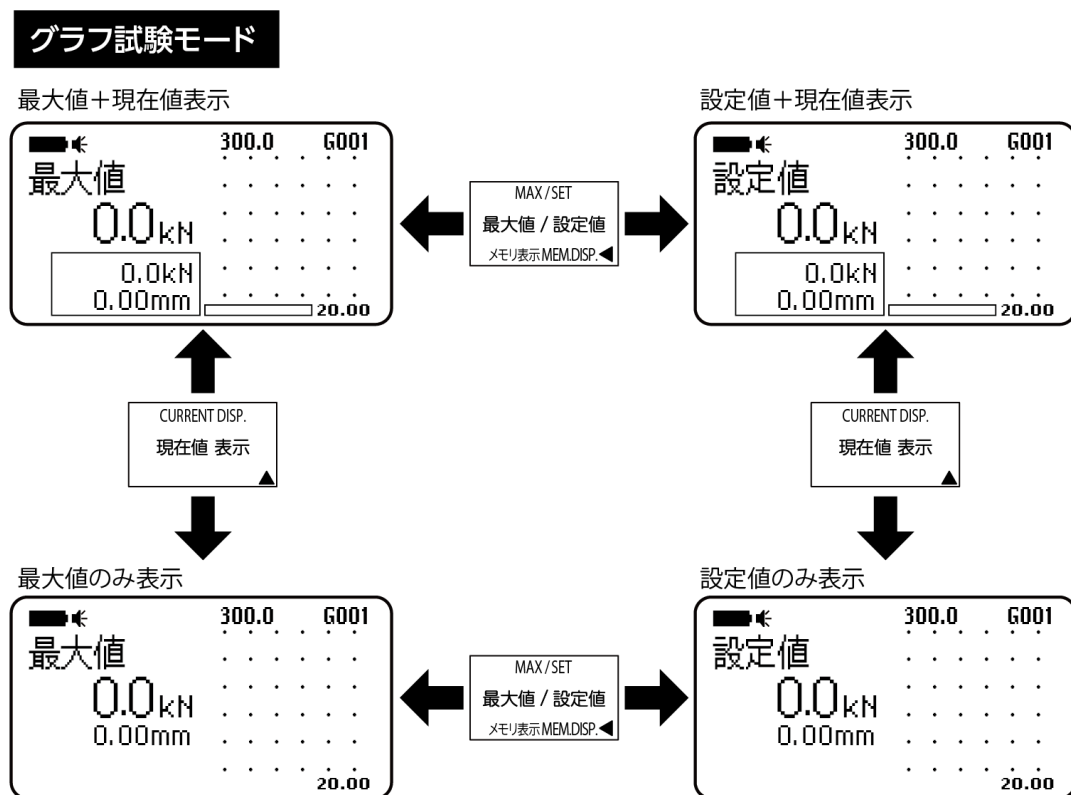 グラフ試験モード
最大値＋現在値表示
300.0 G001
最大値
0.0kN
0.0kN
0.00mm
20.00
MAX/SET
最大値 / 設定値
メモリ表示MEM.DISP.◀
設定値＋現在値表示
300.0 G001
設定値
0.0kN
0.0kN
0.00mm
20.00
CURRENT DISP.
現在値 表示
▲
CURRENT DISP.
現在値 表示
▲
最大値のみ表示
300.0 G001
最大値
0.0kN
0.00mm
20.00
MAX/SET
最大値 / 設定値
メモリ表示MEM.DISP.◀
設定値のみ表示
300.0 G001
設定値
0.0kN
0.00mm
20.00